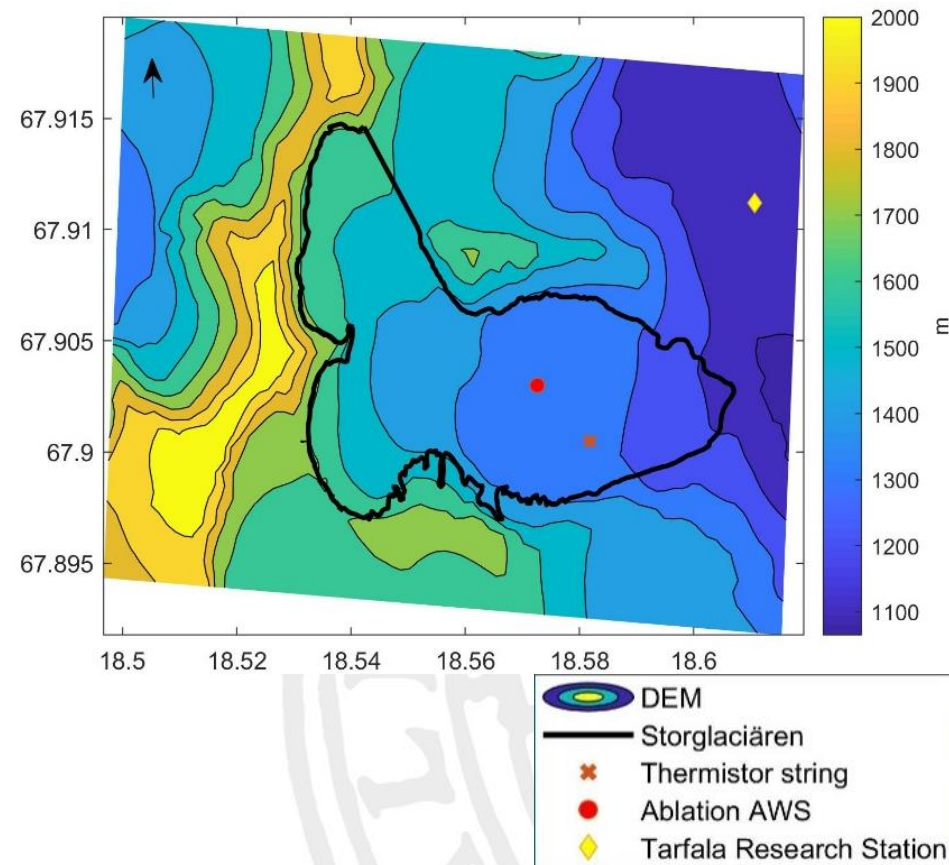 2000
67.915
1900
1800
67.91
1700
1600
67.905
m
1500
1400
67.9
1300
1200
67.895
1100
18.5 18.52 18.54 18.56 18.58 18.6
DEM
Storglaciären
Thermistor string
Ablation AWS
Tarfala Research Station